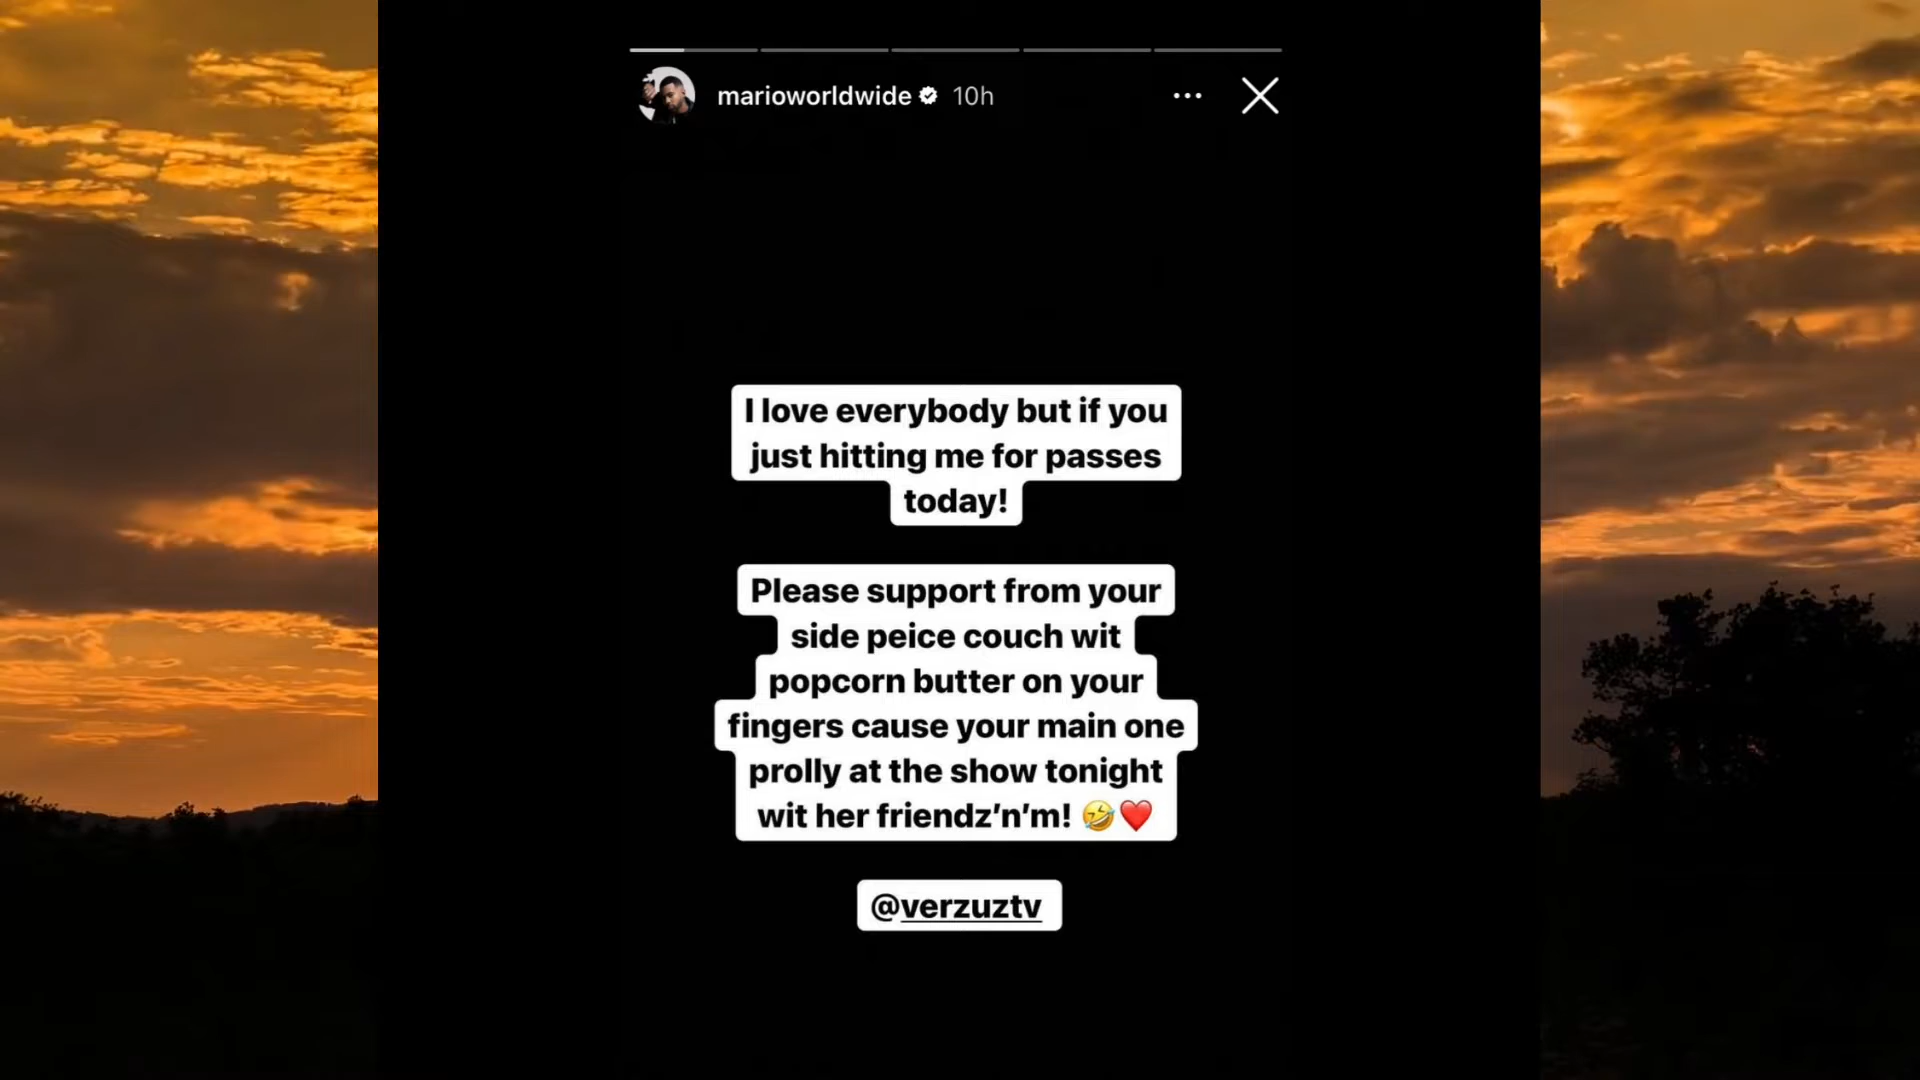 marioworldwide 10h
I love everybody but if you
just hitting me for passes
today!
Please support from your
side peice couch wit
popcorn butter on your
fingers cause your main one
prolly at the show tonight
wit her friendz’n’m! 🤣❤️
@verzuztv